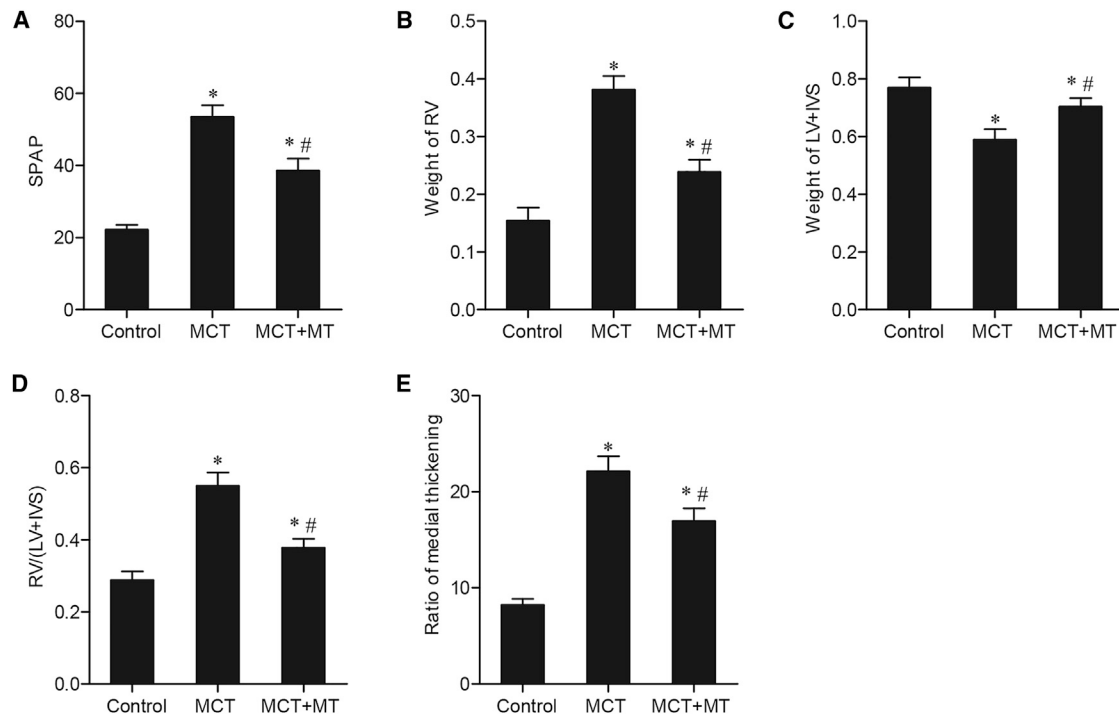 A
SPAP
80
60
40
20
0
*
* #
Control MCT MCT+MT
B
Weight of RV
0.5
0.4
0.3
0.2
0.1
0.0
*
* #
Control MCT MCT+MT
C
Weight of LV+IVS
1.0
0.8
0.6
0.4
0.2
0.0
*
* #
Control MCT MCT+MT
D
RV/(LV+IVS)
0.8
0.6
0.4
0.2
0.0
*
* #
Control MCT MCT+MT
E
Ratio of medial thickening
30
20
10
0
*
* #
Control MCT MCT+MT